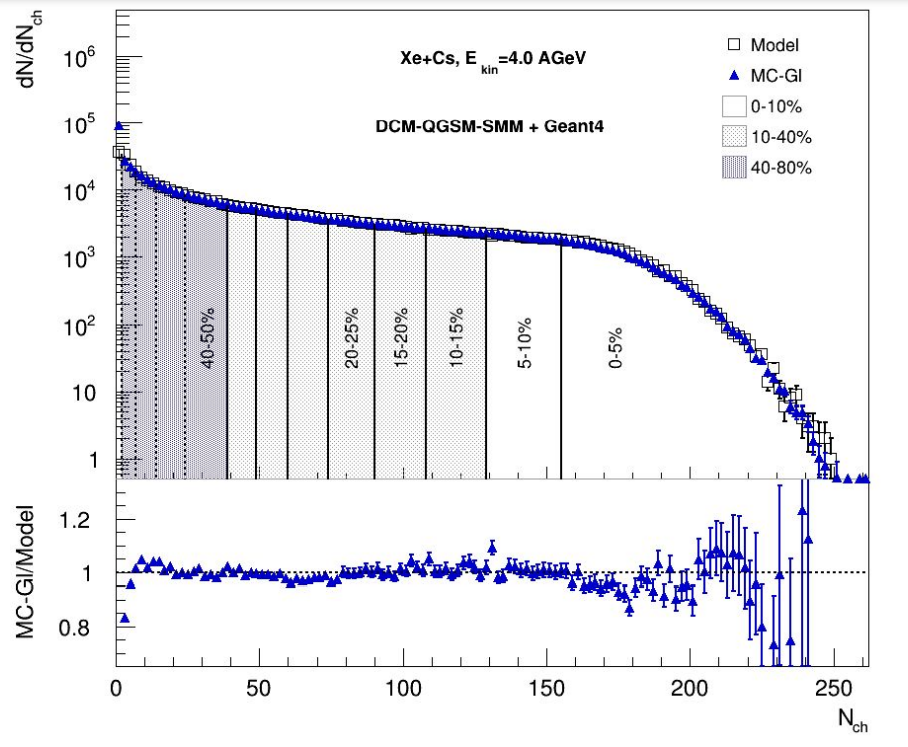 dN/dN_ch
10^6
10^5
10^4
10^3
10^2
10
1
Xe+Cs, E_kin=4.0 AGeV
DCM-QGSM-SMM + Geant4
Model
MC-Gl
0-10%
10-40%
40-80%
40-50%
20-25%
15-20%
10-15%
5-10%
0-5%
MC-Gl/Model
1.2
1
0.8
0 50 100 150 200 250
N_ch